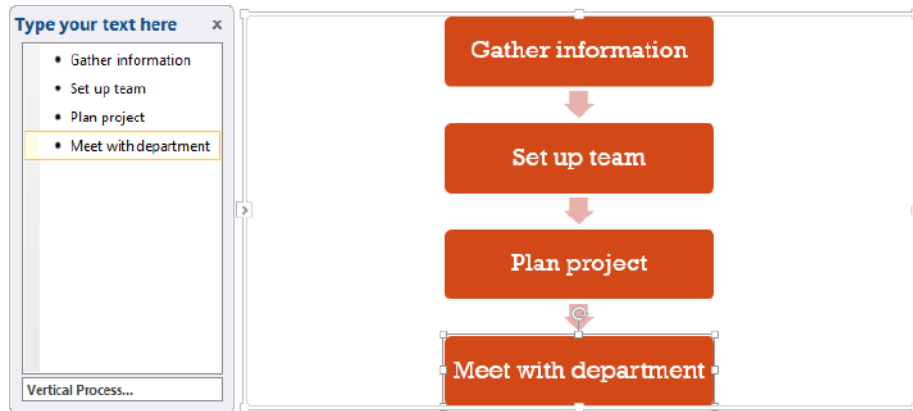 Type your text here x
• Gather information
• Set up team
• Plan project
• Meet with department
Vertical Process...
Gather information
Set up team
Plan project
Meet with department